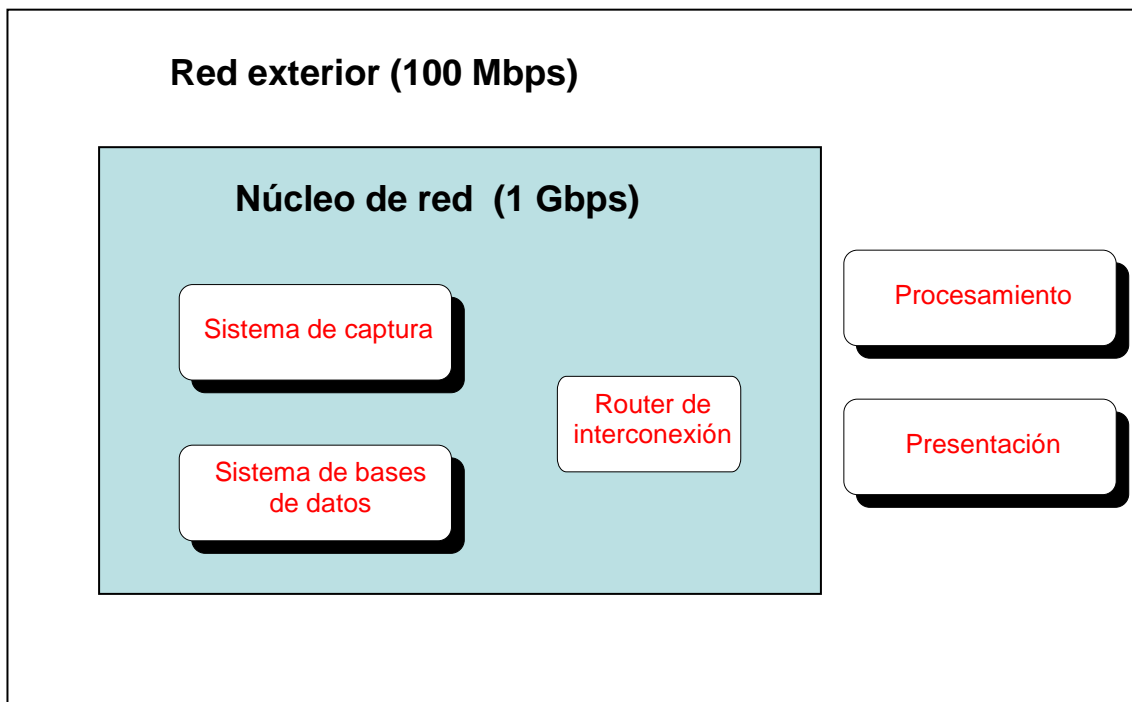 Red exterior (100 Mbps)
Núcleo de red (1 Gbps)
Sistema de captura
Sistema de bases
de datos
Router de
interconexión
Procesamiento
Presentación